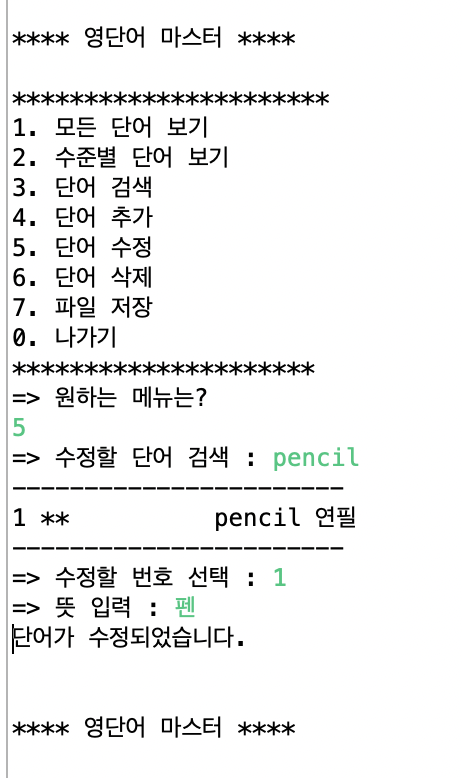 **** 영단어 마스터 ****
**********************
1. 모든 단어 보기
2. 수준별 단어 보기
3. 단어 검색
4. 단어 추가
5. 단어 수정
6. 단어 삭제
7. 파일 저장
0. 나가기
*********************
=> 원하는 메뉴는?
5
=> 수정할 단어 검색 : pencil
-----------------------
1 **          pencil 연필
-----------------------
=> 수정할 번호 선택 : 1
=> 뜻 입력 : 펜
단어가 수정되었습니다.
**** 영단어 마스터 ****